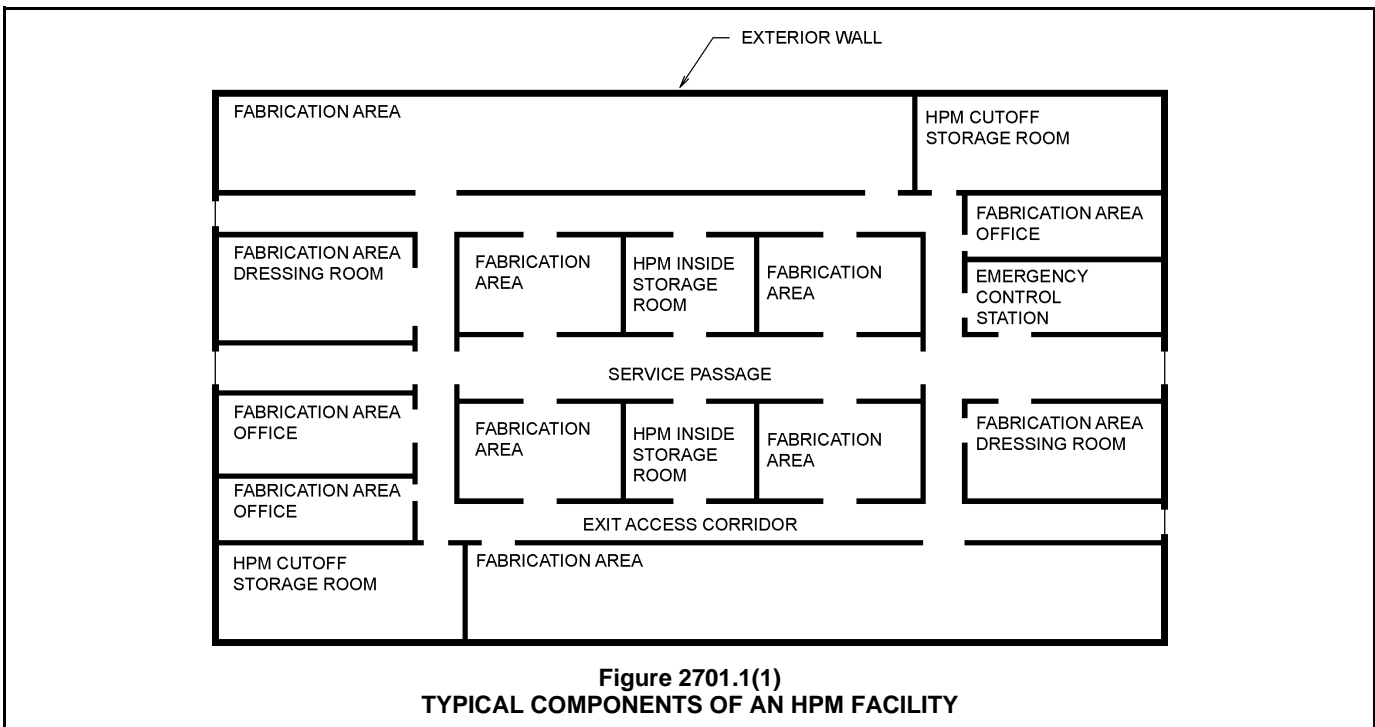 EXTERIOR WALL
FABRICATION AREA
HPM CUTOFF
STORAGE ROOM
FABRICATION AREA
OFFICE
FABRICATION AREA
DRESSING ROOM
FABRICATION
AREA
HPM INSIDE
STORAGE
ROOM
FABRICATION
AREA
EMERGENCY
CONTROL
STATION
SERVICE PASSAGE
FABRICATION AREA
OFFICE
FABRICATION
AREA
HPM INSIDE
STORAGE
ROOM
FABRICATION
AREA
FABRICATION AREA
DRESSING ROOM
FABRICATION AREA
OFFICE
EXIT ACCESS CORRIDOR
HPM CUTOFF
STORAGE ROOM
FABRICATION AREA
Figure 2701.1(1)
TYPICAL COMPONENTS OF AN HPM FACILITY